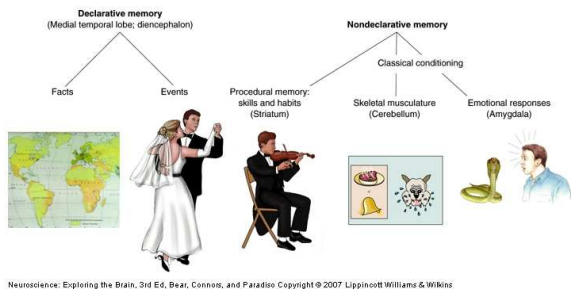 Declarative memory
(Medial temporal lobe; diencephalon)
Nondeclarative memory
Classical conditioning
Facts
Events
Procedural memory:
skills and habits
(Striatum)
Skeletal musculature
(Cerebellum)
Emotional responses
(Amygdala)
Neuroscience: Exploring the Brain, 3rd Ed, Bear, Connors, and Paradiso Copyright © 2007 Lippincott Williams & Wilkins